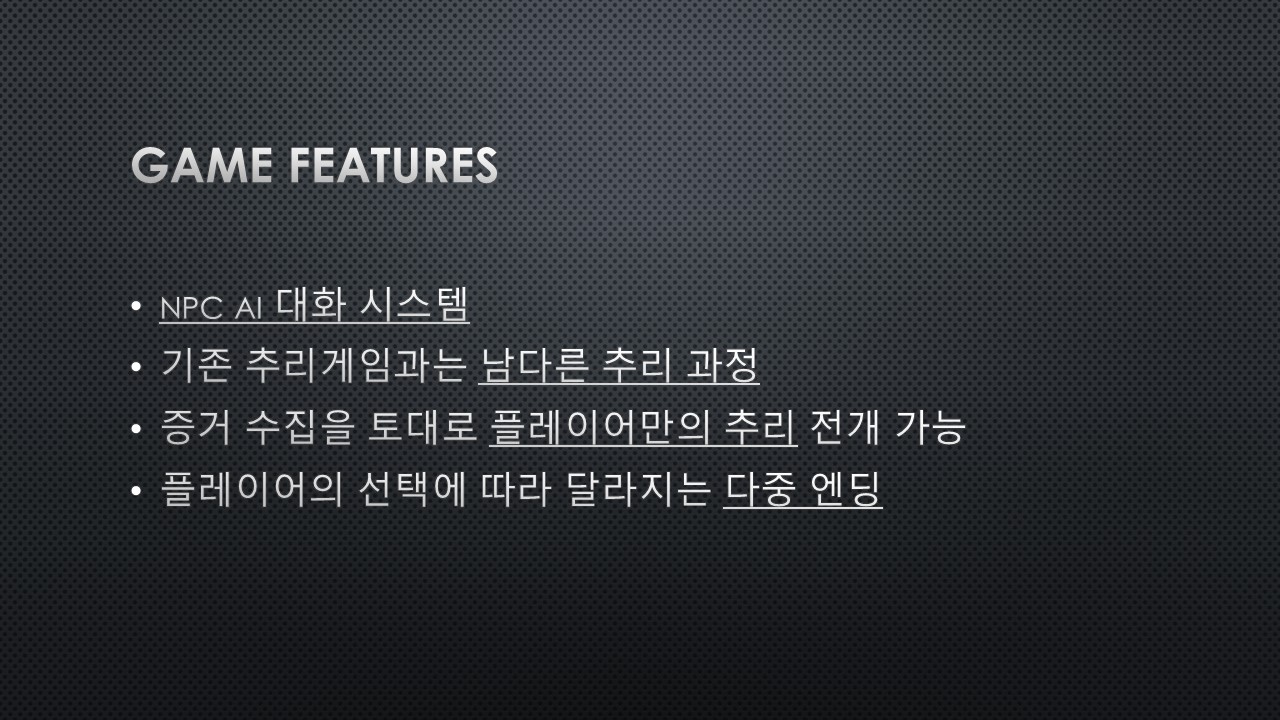 GAME FEATURES
• NPC AI 대화 시스템
• 기존 추리게임과는 남다른 추리 과정
• 증거 수집을 토대로 플레이어만의 추리 전개 가능
• 플레이어의 선택에 따라 달라지는 다중 엔딩